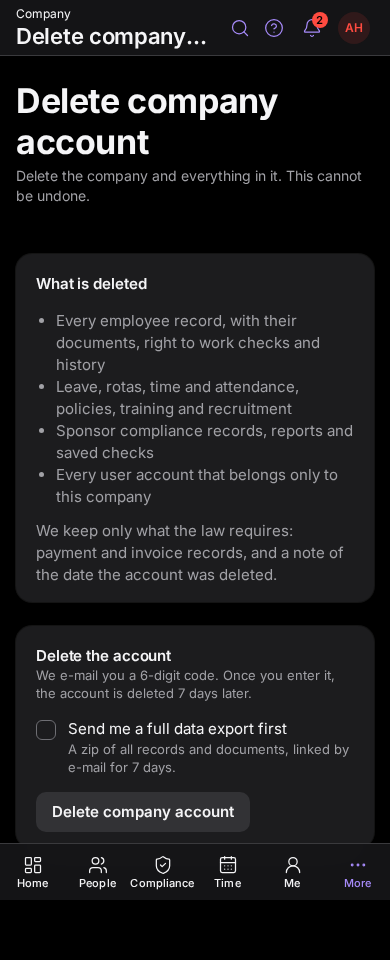 Company
Delete company...
2
AH
Delete company
account
Delete the company and everything in it. This cannot
be undone.
What is deleted
• Every employee record, with their
documents, right to work checks and
history
• Leave, rotas, time and attendance,
policies, training and recruitment
• Sponsor compliance records, reports and
saved checks
• Every user account that belongs only to
this company
We keep only what the law requires:
payment and invoice records, and a note of
the date the account was deleted.
Delete the account
We e-mail you a 6-digit code. Once you enter it,
the account is deleted 7 days later.
Send me a full data export first
A zip of all records and documents, linked by
e-mail for 7 days.
Delete company account
Home People Compliance Time Me More